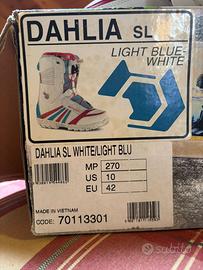 DAHLIA SL
LIGHT BLUE-
WHITE
DAHLIA SL WHITE/LIGHT BLU
MP 270
US 10
EU 42
MADE IN VIETNAM
CODE: 70113301
subito